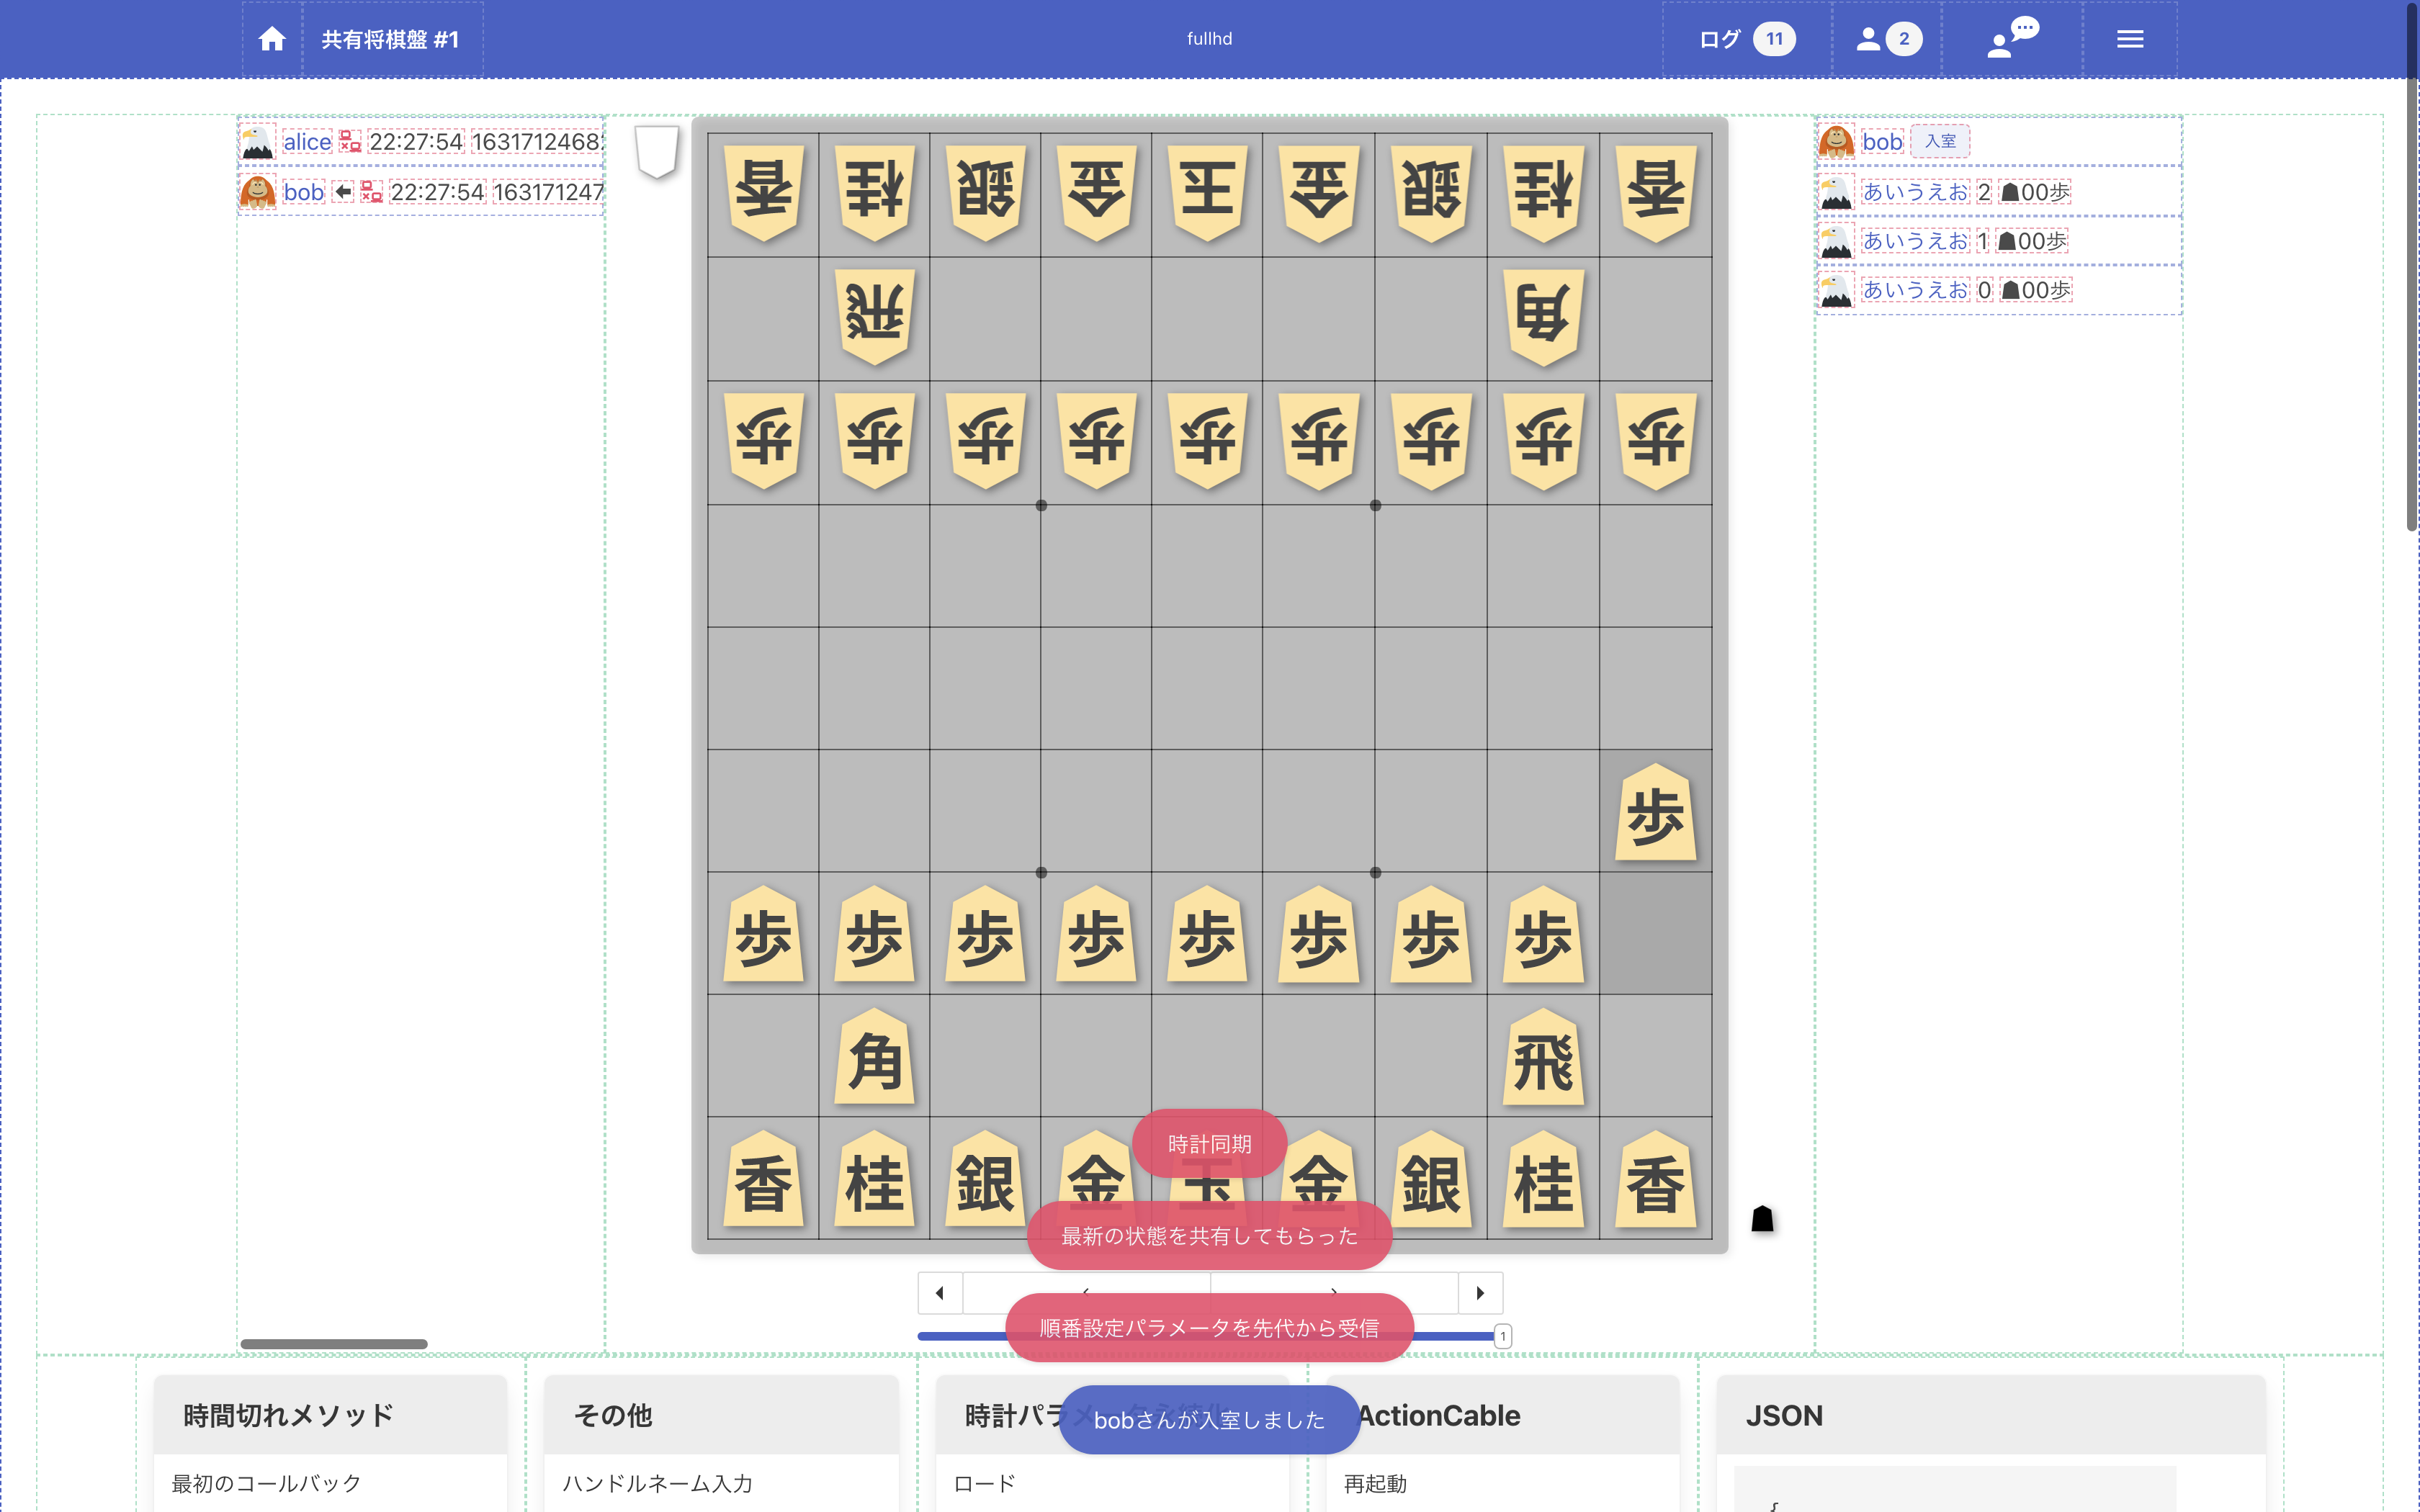 共有将棋盤 #1
fullhd
ログ 11
2
alice 22:27:54 1631712468
bob 22:27:54 163171247
bob 入室
あいうえお 2 ☗00歩
あいうえお 1 ☗00歩
あいうえお 0 ☗00歩
香桂銀金玉金銀桂香
飛角
歩歩歩歩歩歩歩歩歩
歩
歩歩歩歩歩歩歩歩
角飛
香桂銀金玉金銀桂香
時計同期
最新の状態を共有してもらった
順番設定パラメータを先代から受信
1
bobさんが入室しました
時間切れメソッド
その他
時計パラメ
ActionCable
JSON
最初のコールバック
ハンドルネーム入力
ロード
再起動
{